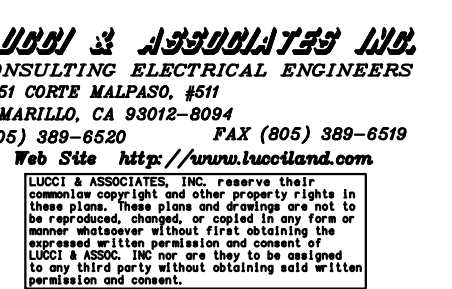 UCCI & ASSOCIATES INC.
ONSULTING ELECTRICAL ENGINEERS
51 CORTE MALPASO, #511
MARILLO, CA 93012-8094
05) 389-6520 FAX (805) 389-6519
Web Site http://www.lucciland.com
LUCCI & ASSOCIATES, INC. reserve their
commonlaw copyright and other property rights in
these plans. These plans and drawings are not to
be reproduced, changed, or copied in any form or
manner whatsoever without first obtaining the
expressed written permission and consent of
LUCCI & ASSOC. INC nor are they to be assigned
to any third party without obtaining said written
permission and consent.